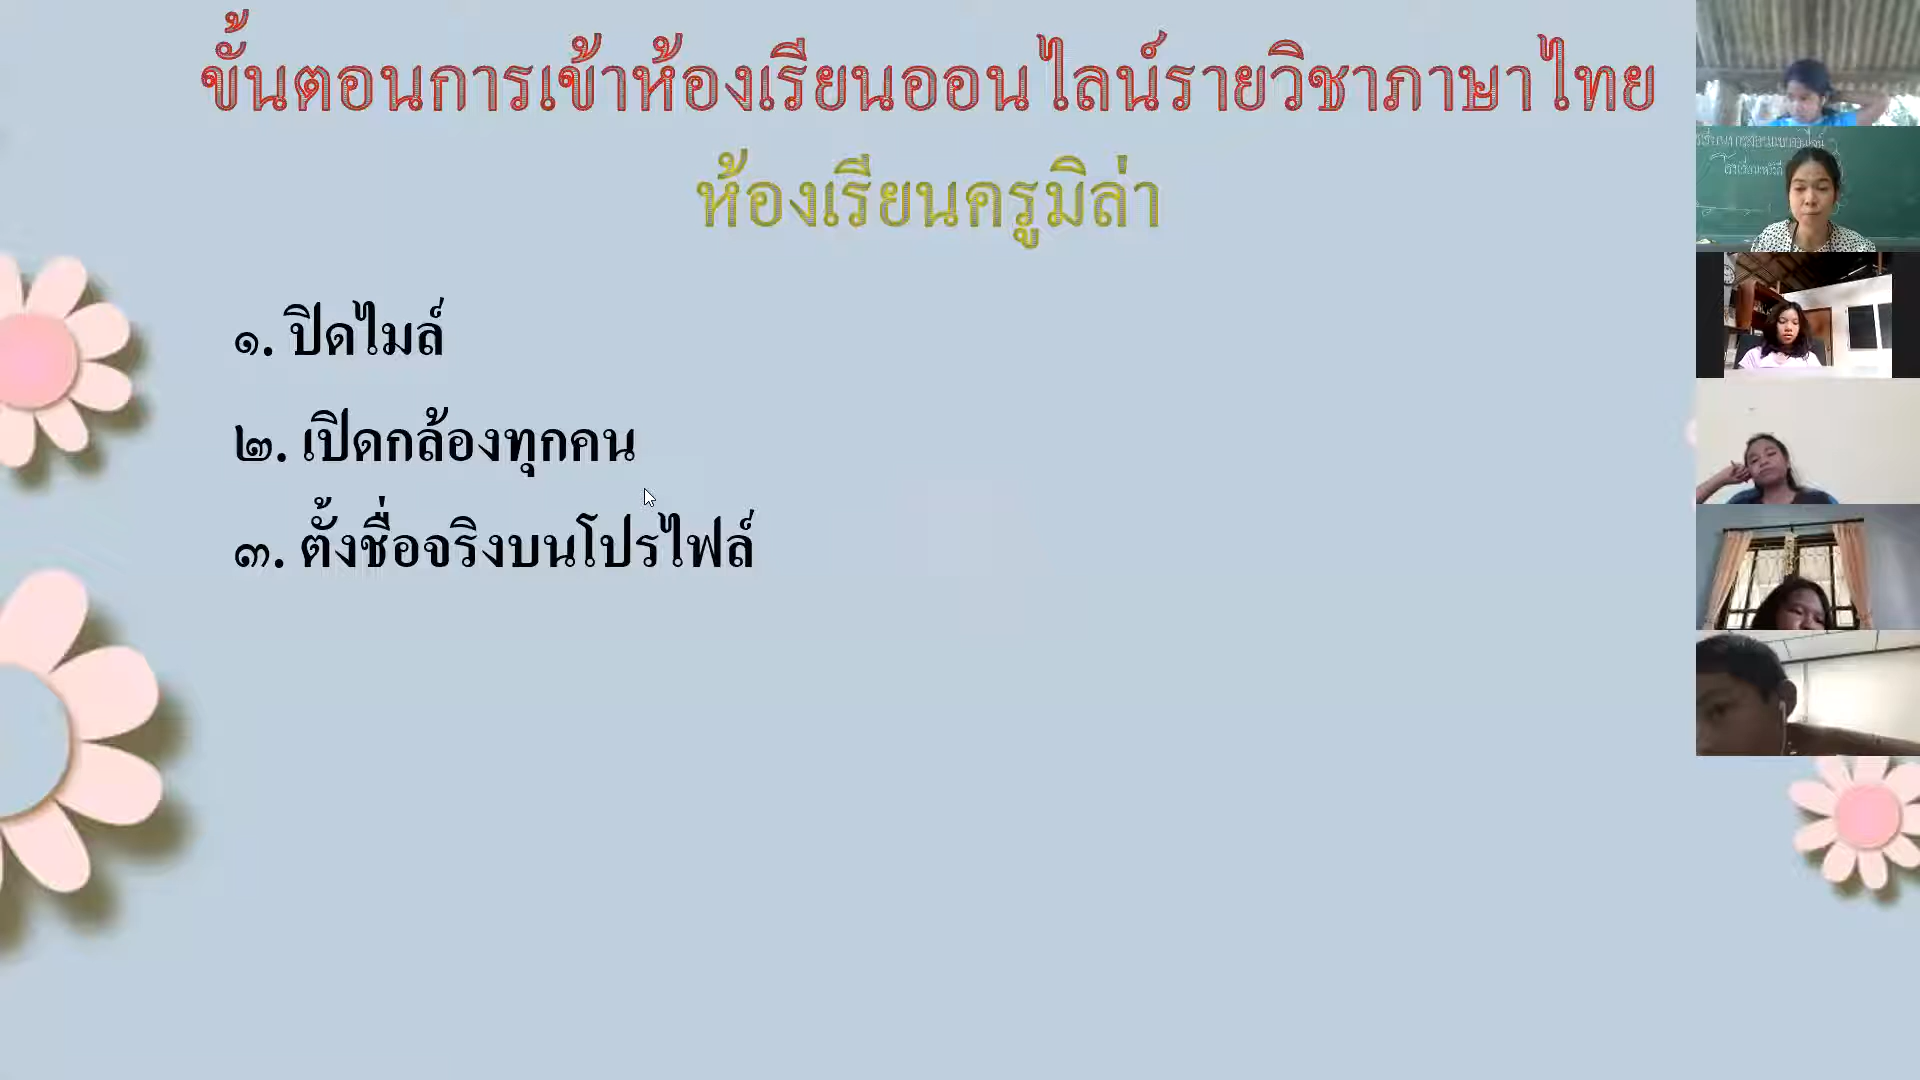 ขั้นตอนการเข้าห้องเรียนออนไลน์รายวิชาภาษาไทย
ห้องเรียนครูมิล่า
๑. ปิดไมล์
๒. เปิดกล้องทุกคน
๓. ตั้งชื่อจริงบนโปรไฟล์